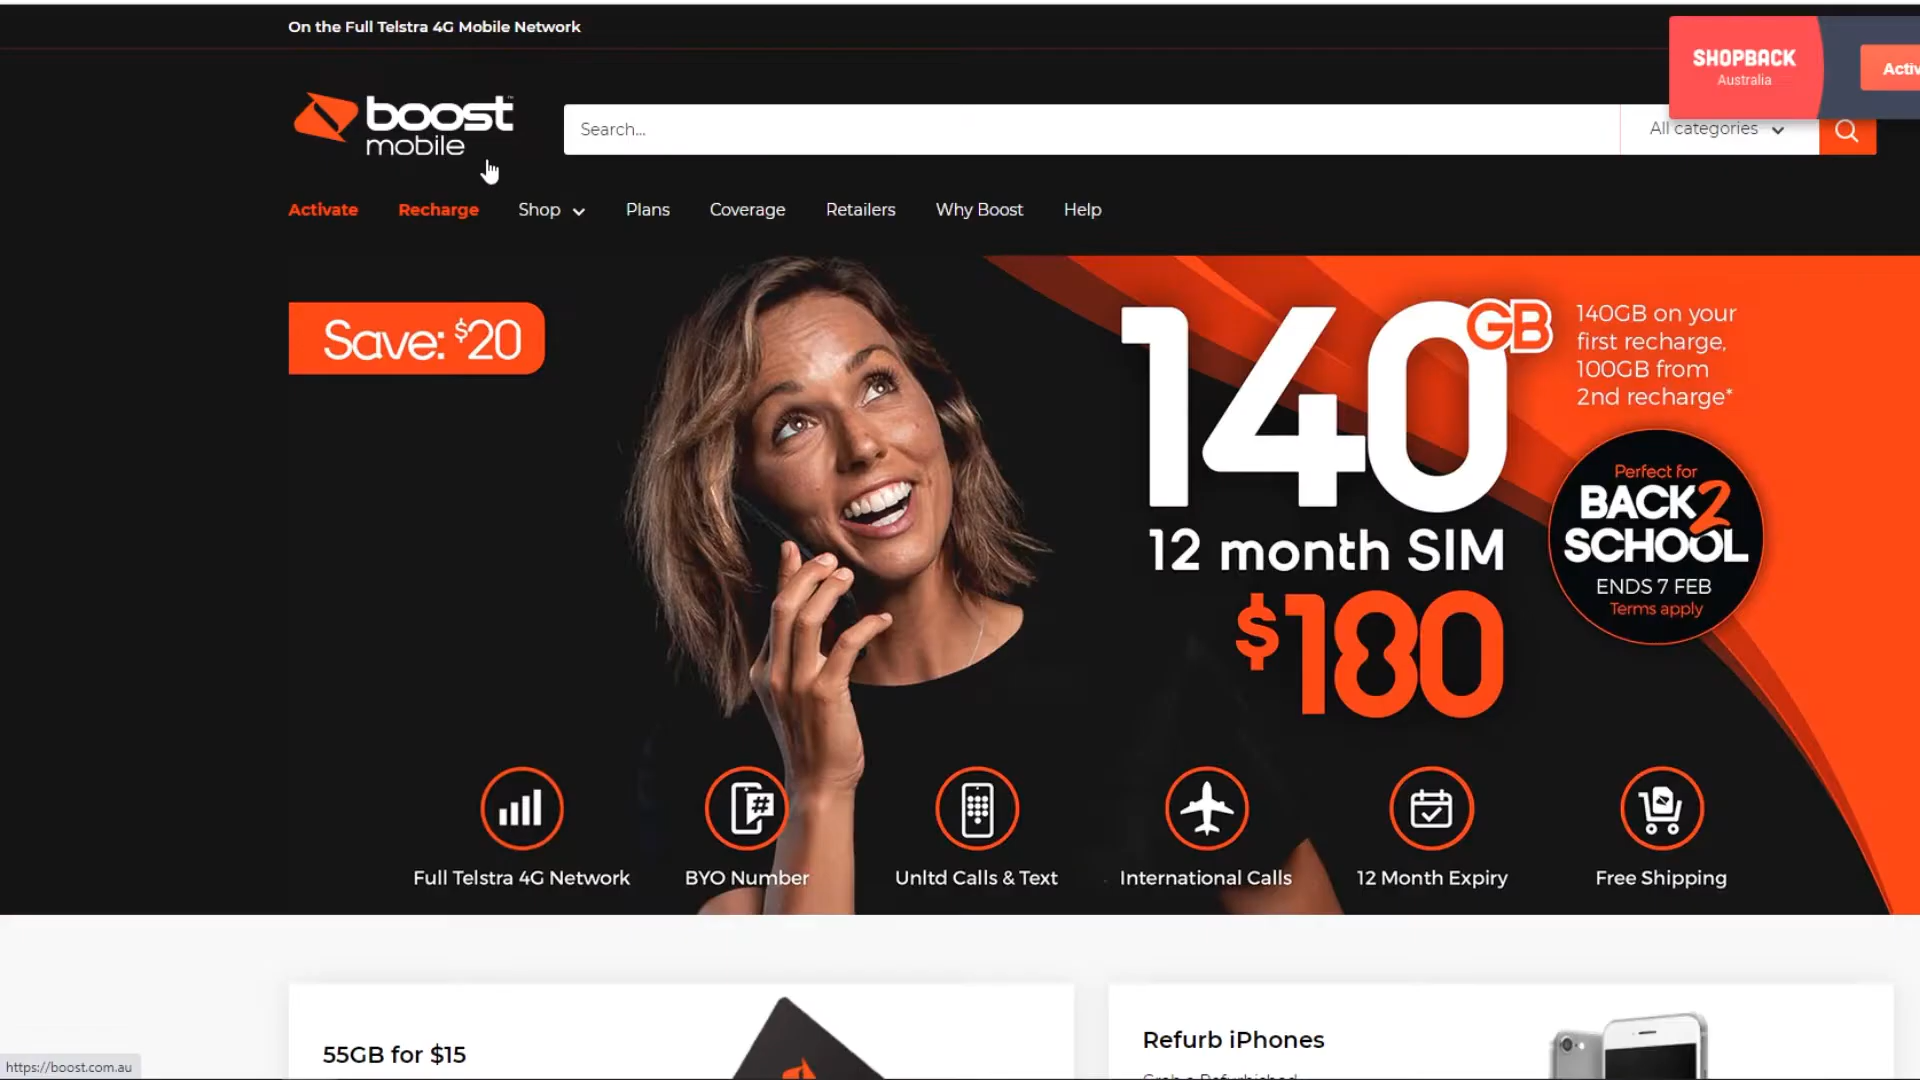 On the Full Telstra 4G Mobile Network
SHOPBACK
Australia
boost
mobile
Search...
All categories
Activate
Recharge
Shop
Plans
Coverage
Retailers
Why Boost
Help
Save: $20
140GB
140GB on your
first recharge,
100GB from
2nd recharge*
12 month SIM
$180
Perfect for
BACK2
SCHOOL
ENDS 7 FEB
Terms apply
#
Full Telstra 4G Network
BYO Number
Unltd Calls & Text
International Calls
12 Month Expiry
Free Shipping
55GB for $15
Refurb iPhones
https://boost.com.au